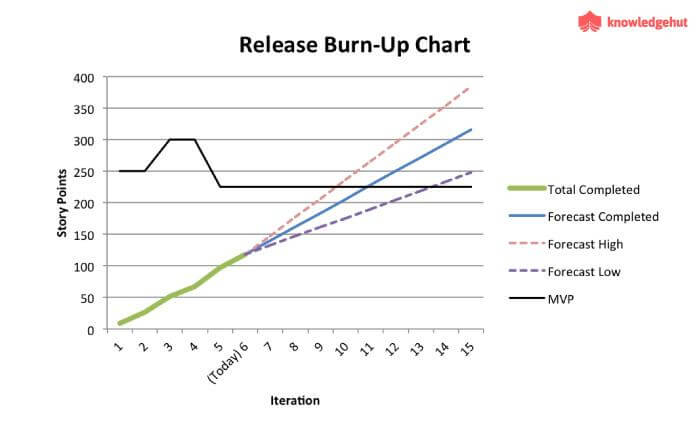 knowledgehut
Release Burn-Up Chart
400
350
300
250
200
150
100
50
0
Story Points
1
2
3
4
5
(Today) 6
7
8
9
10
11
12
13
14
15
Iteration
Total Completed
Forecast Completed
Forecast High
Forecast Low
MVP